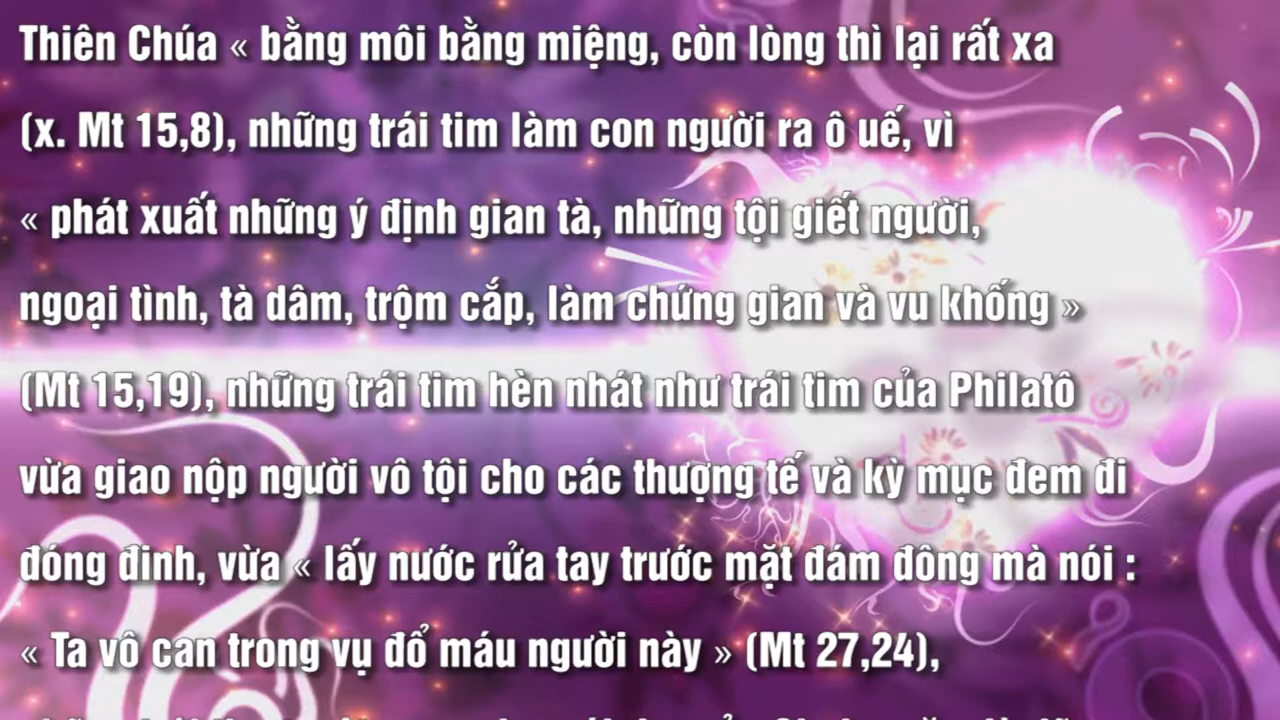 Thiên Chúa « bằng môi bằng miệng, còn lòng thì lại rất xa
(x. Mt 15,8), những trái tim làm con người ra ô uế, vì
« phát xuất những ý định gian tà, những tội giết người,
ngoại tình, tà dâm, trộm cắp, làm chứng gian và vu khống »
(Mt 15,19), những trái tim hèn nhát như trái tim của Philatô
vừa giao nộp người vô tội cho các thượng tế và kỳ mục đem đi
đóng đinh, vừa « lấy nước rửa tay trước mặt đám đông mà nói :
« Ta vô can trong vụ đổ máu người này » (Mt 27,24),